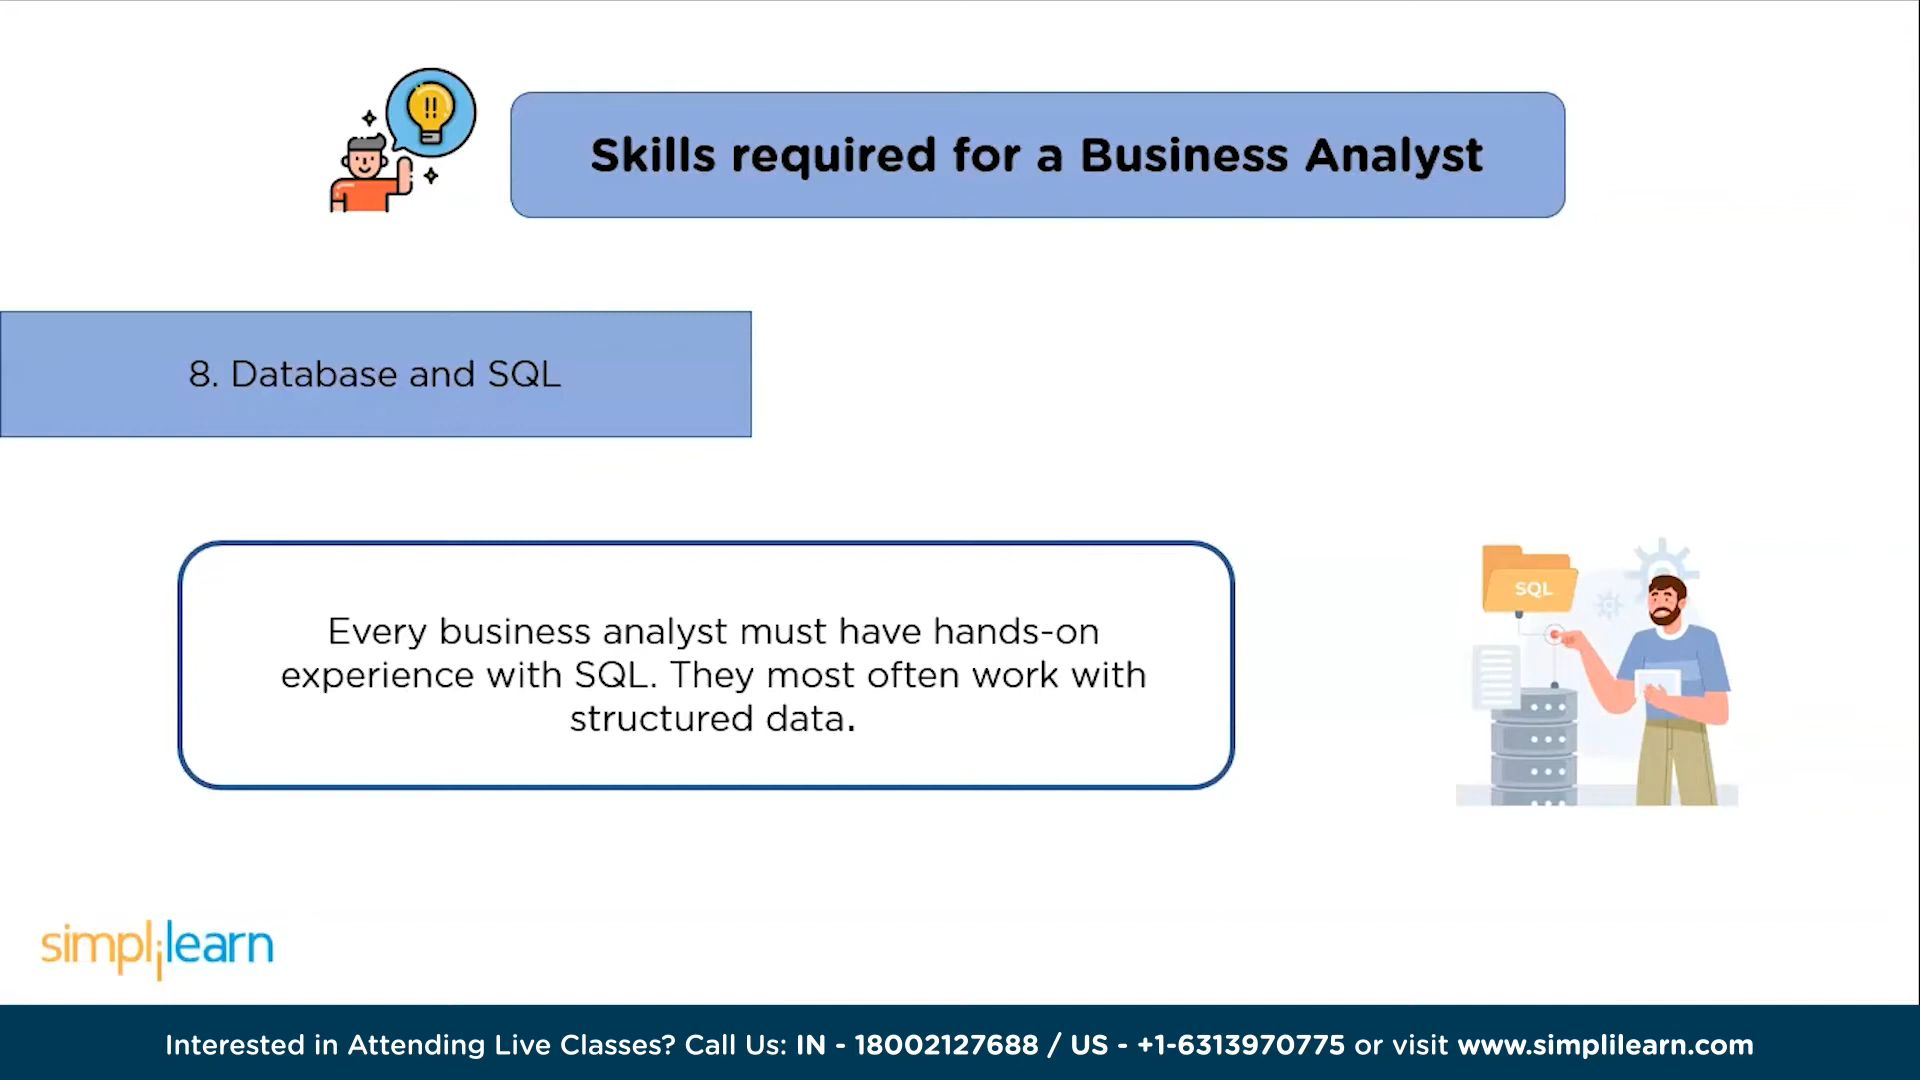 Skills required for a Business Analyst
8. Database and SQL
Every business analyst must have hands-on
experience with SQL. They most often work with
structured data.
SQL
simplilearn
Interested in Attending Live Classes? Call Us: IN - 18002127688 / US - +1-6313970775 or visit www.simplilearn.com